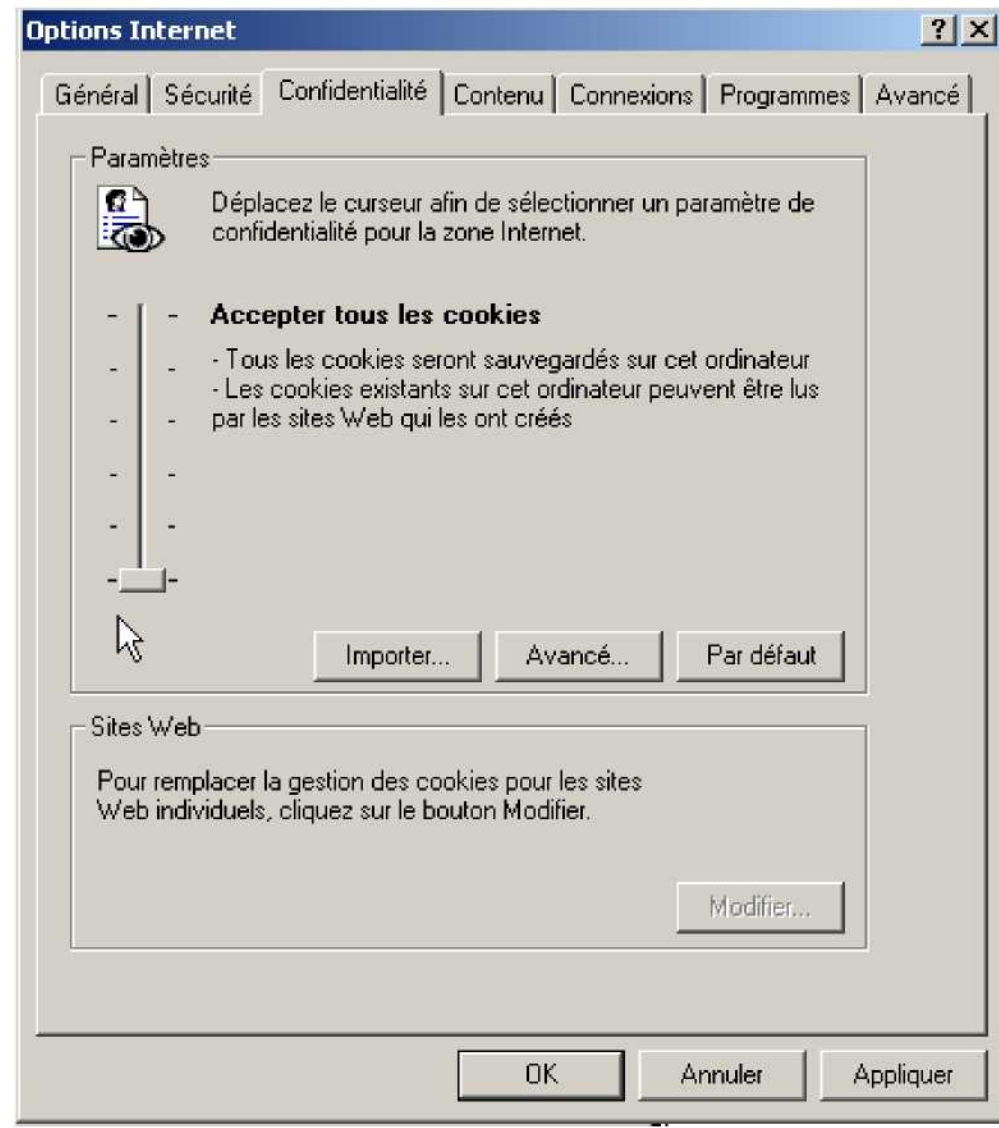 Options Internet
Général Sécurité Confidentialité Contenu Connexions Programmes Avancé
Paramètres
Déplacez le curseur afin de sélectionner un paramètre de
confidentialité pour la zone Internet.
Accepter tous les cookies
- Tous les cookies seront sauvegardés sur cet ordinateur
- Les cookies existants sur cet ordinateur peuvent être lus
par les sites Web qui les ont créés
Importer... Avancé... Par défaut
Sites Web
Pour remplacer la gestion des cookies pour les sites
Web individuels, cliquez sur le bouton Modifier.
Modifier...
OK Annuler Appliquer